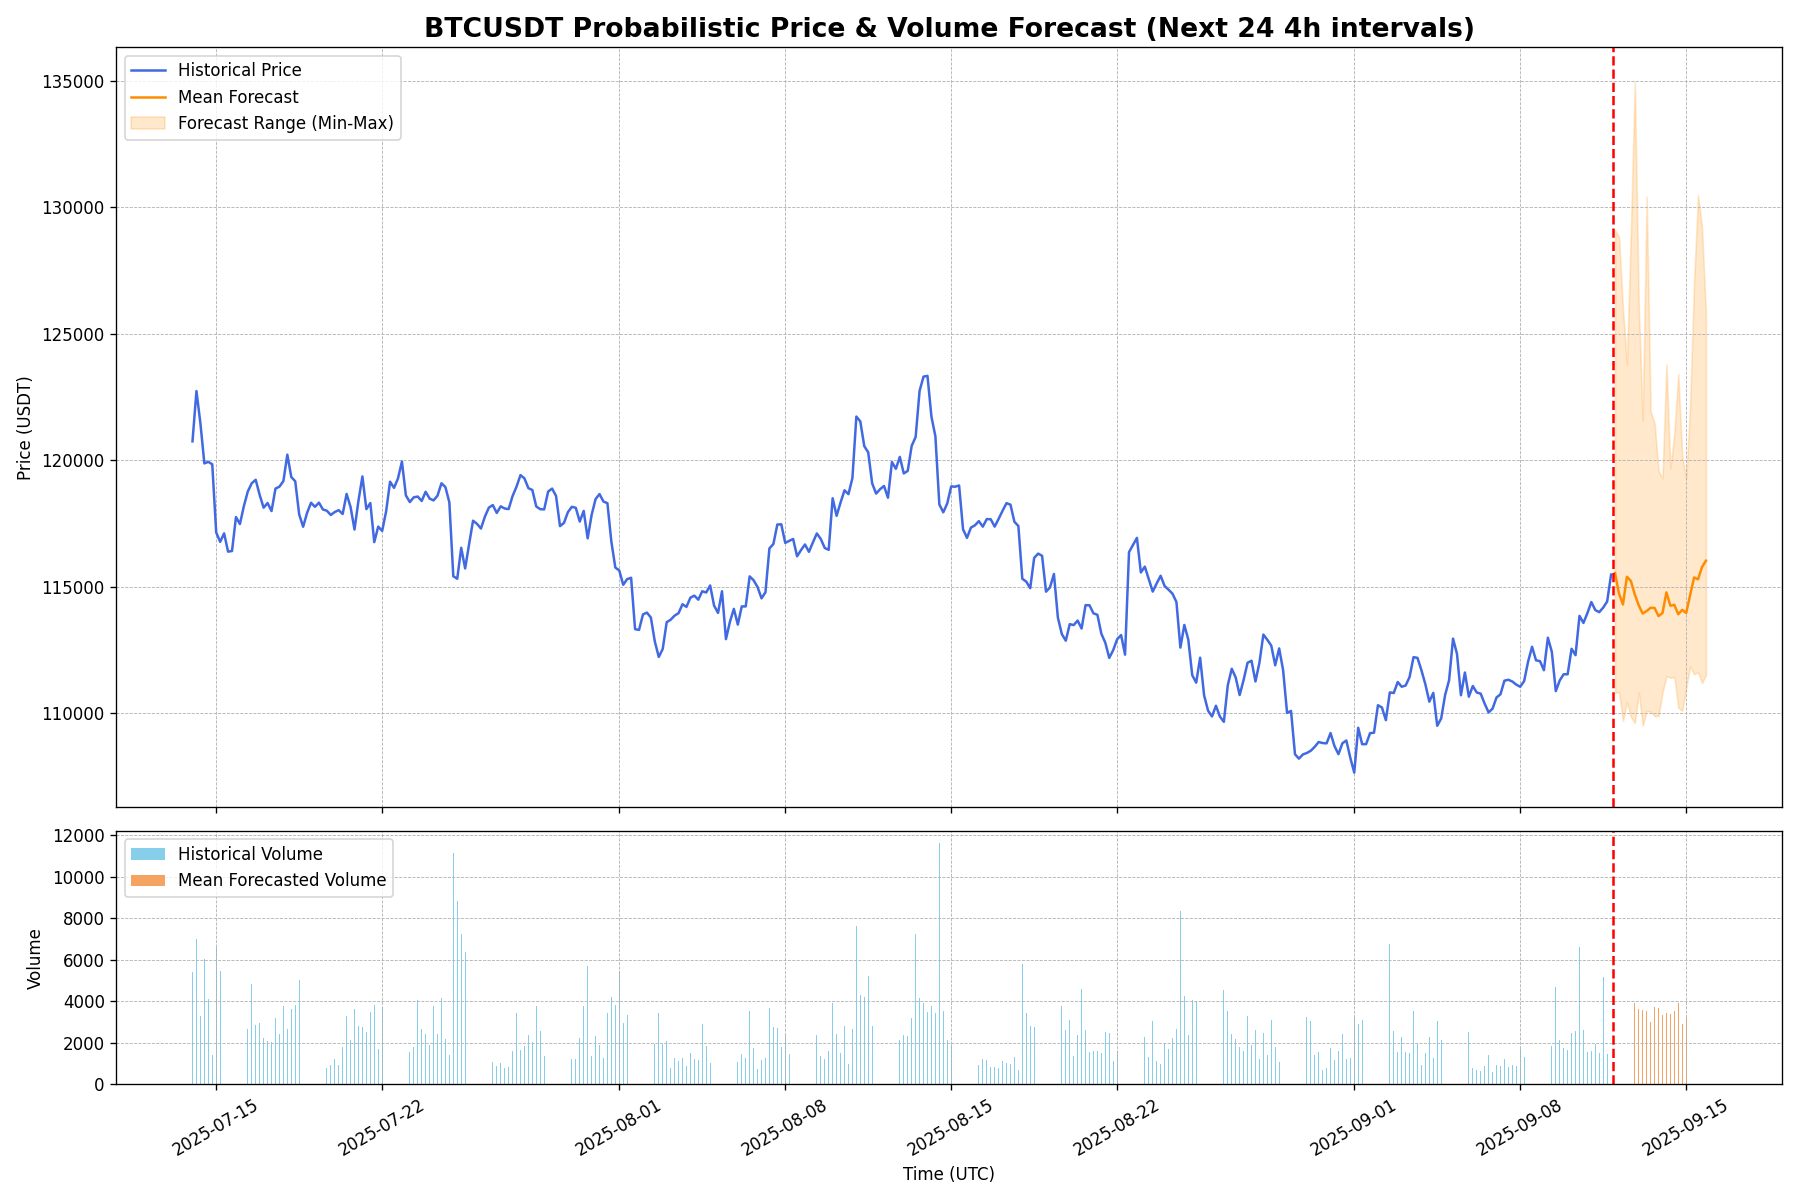 BTCUSDT Probabilistic Price & Volume Forecast (Next 24 4h intervals)
Historical Price
Mean Forecast
Forecast Range (Min-Max)
135000
130000
125000
120000
115000
110000
Price (USDT)
Historical Volume
Mean Forecasted Volume
12000
10000
8000
6000
4000
2000
0
Volume
2025-07-15
2025-07-22
2025-08-01
2025-08-08
2025-08-15
2025-08-22
2025-09-01
2025-09-08
2025-09-15
Time (UTC)